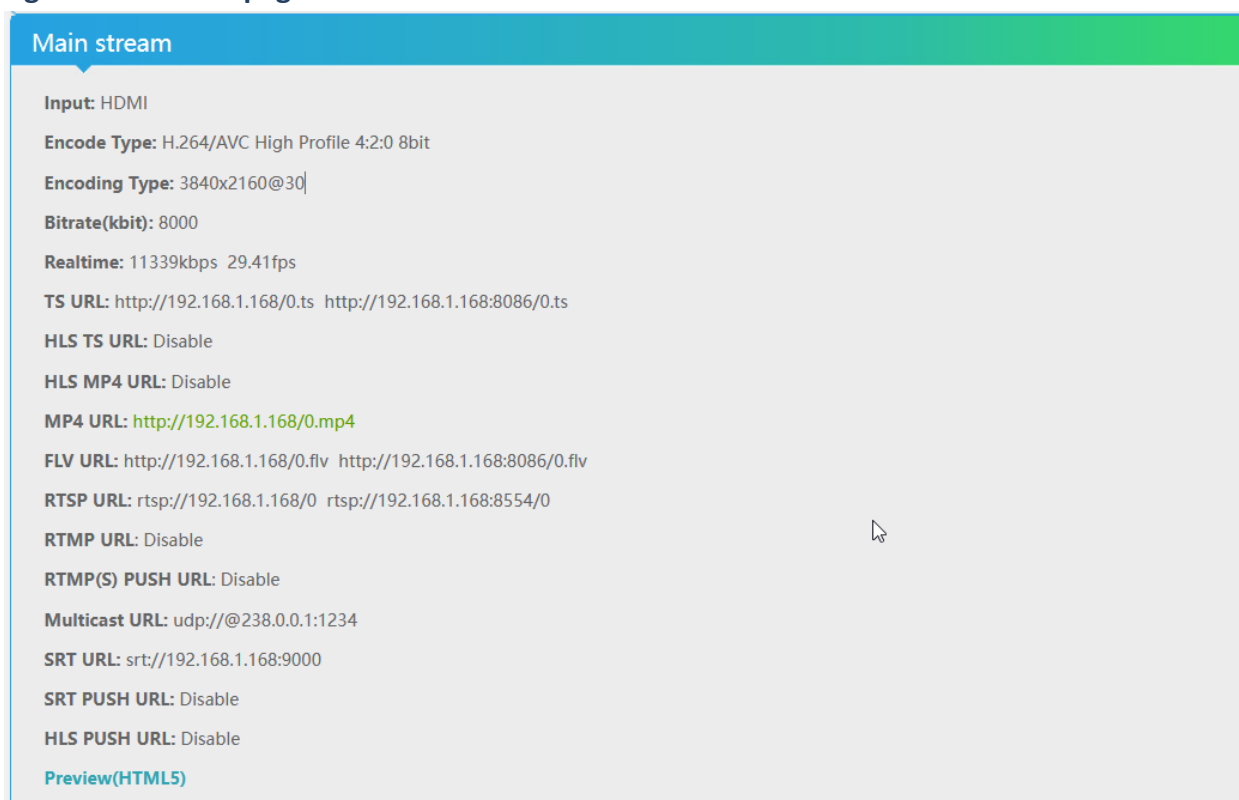 Main stream
Input: HDMI
Encode Type: H.264/AVC High Profile 4:2:0 8bit
Encoding Type: 3840x2160@30
Bitrate(kbit): 8000
Realtime: 11339kbps 29.41fps
TS URL: http://192.168.1.168/0.ts http://192.168.1.168:8086/0.ts
HLS TS URL: Disable
HLS MP4 URL: Disable
MP4 URL: http://192.168.1.168/0.mp4
FLV URL: http://192.168.1.168/0.flv http://192.168.1.168:8086/0.flv
RTSP URL: rtsp://192.168.1.168/0 rtsp://192.168.1.168:8554/0
RTMP URL: Disable
RTMP(S) PUSH URL: Disable
Multicast URL: udp://@238.0.0.1:1234
SRT URL: srt://192.168.1.168:9000
SRT PUSH URL: Disable
HLS PUSH URL: Disable
Preview(HTML5)